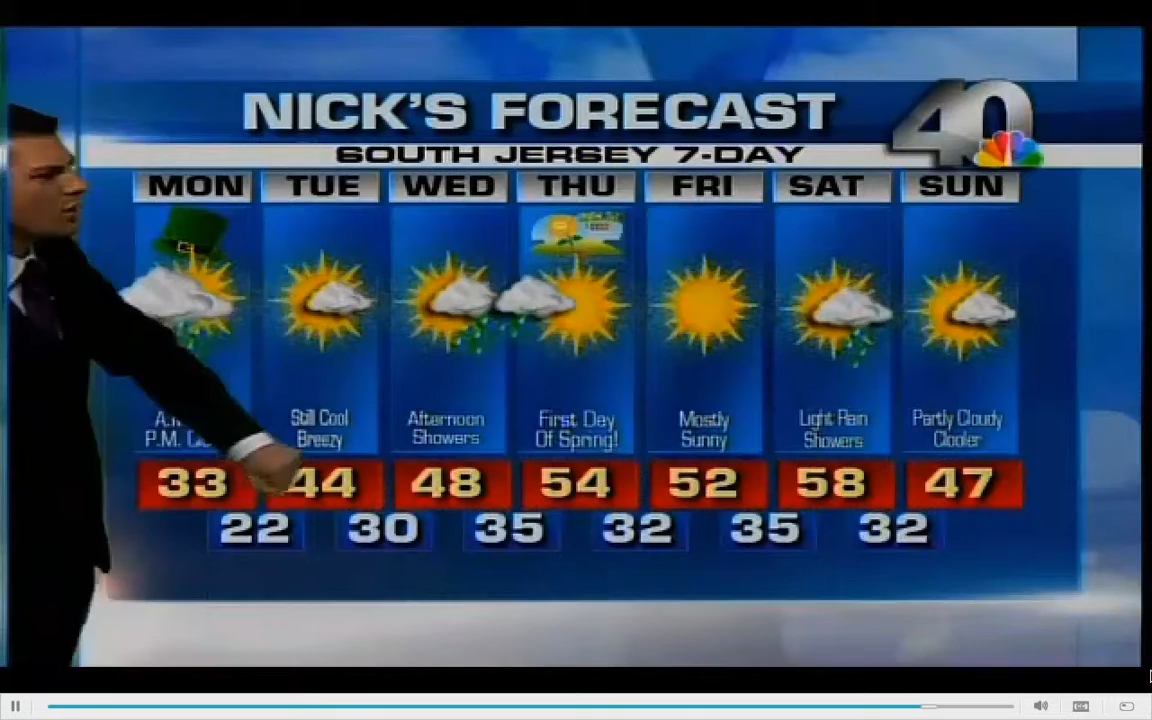 NICK'S FORECAST
40
SOUTH JERSEY 7-DAY
MON TUE WED THU FRI SAT SUN
Still Cool Afternoon First Day Mostly Light Rain Partly Cloudy
P.M. Breezy Showers Of Spring! Sunny Showers Clooler
33 44 48 54 52 58 47
22 30 35 32 35 32